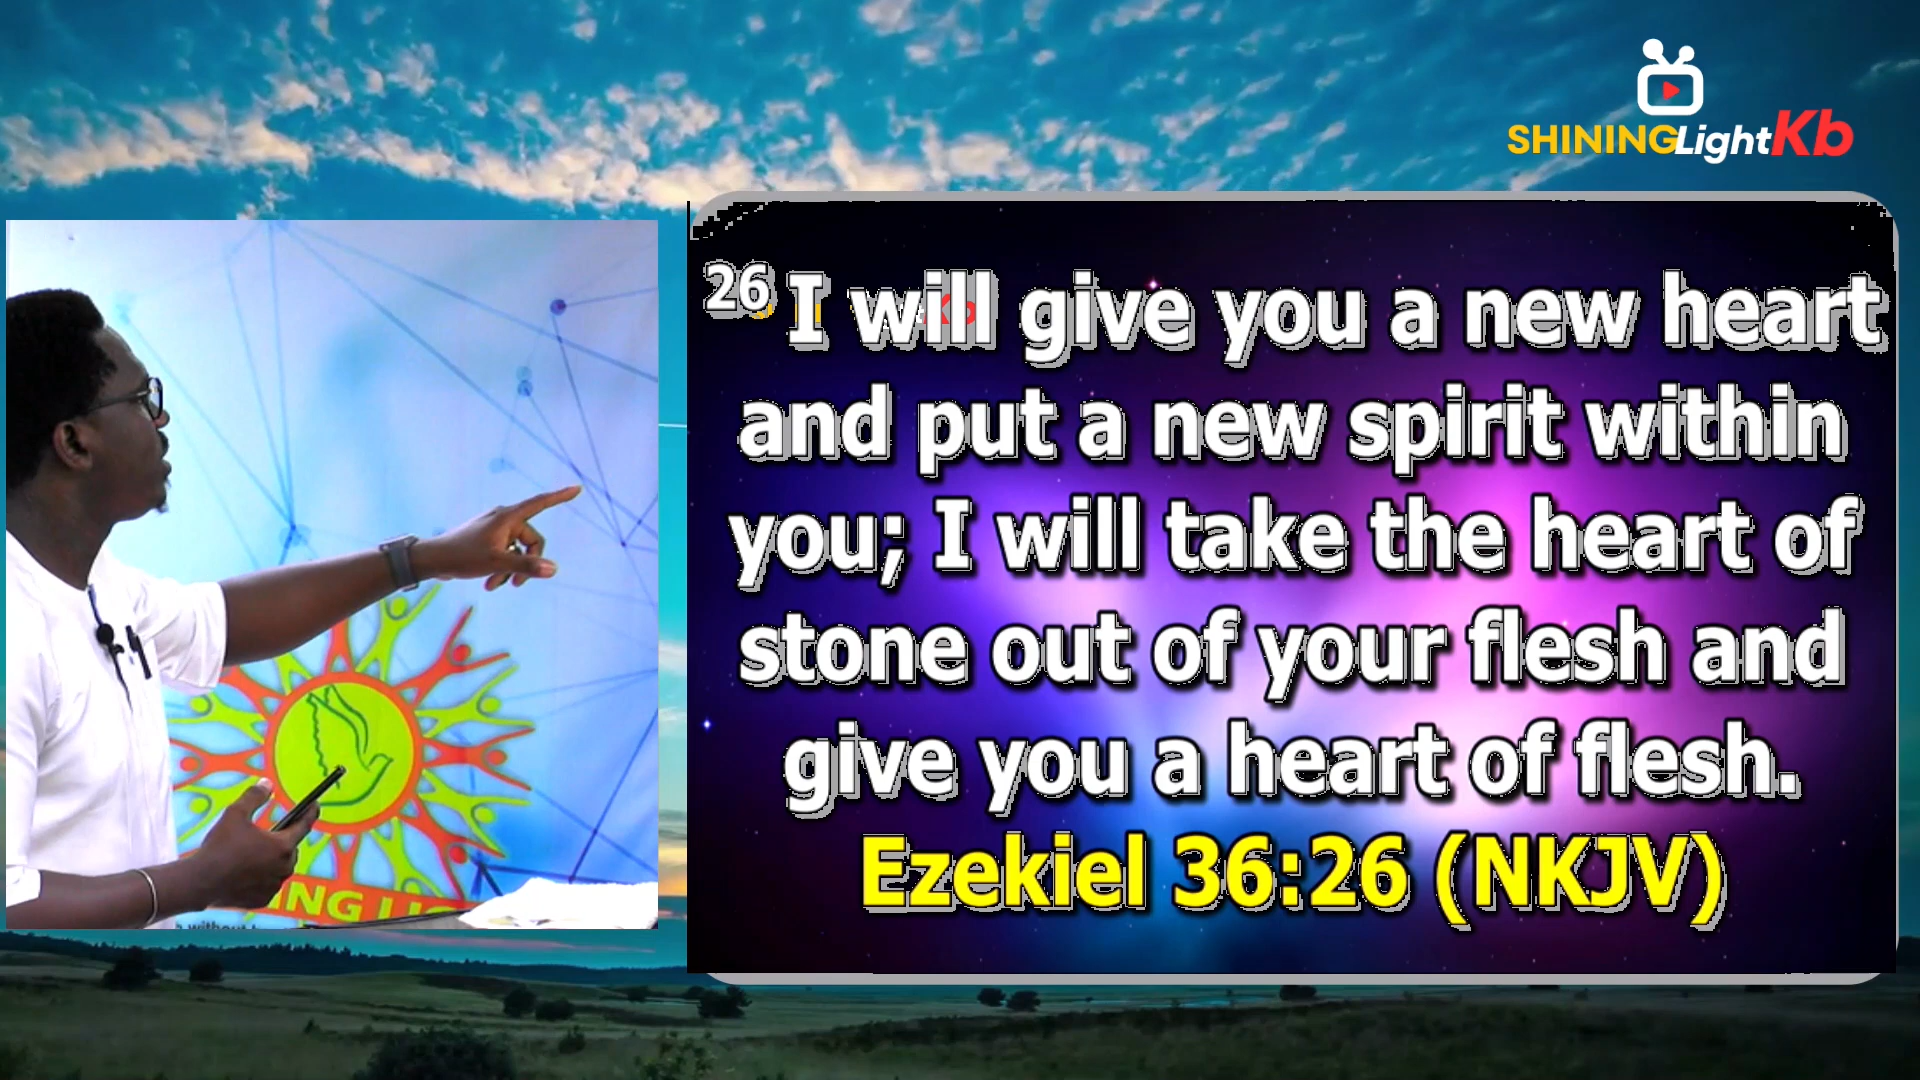 SHININGLightKb
26 I will give you a new heart
and put a new spirit within
you; I will take the heart of
stone out of your flesh and
give you a heart of flesh.
Ezekiel 36:26 (NKJV)